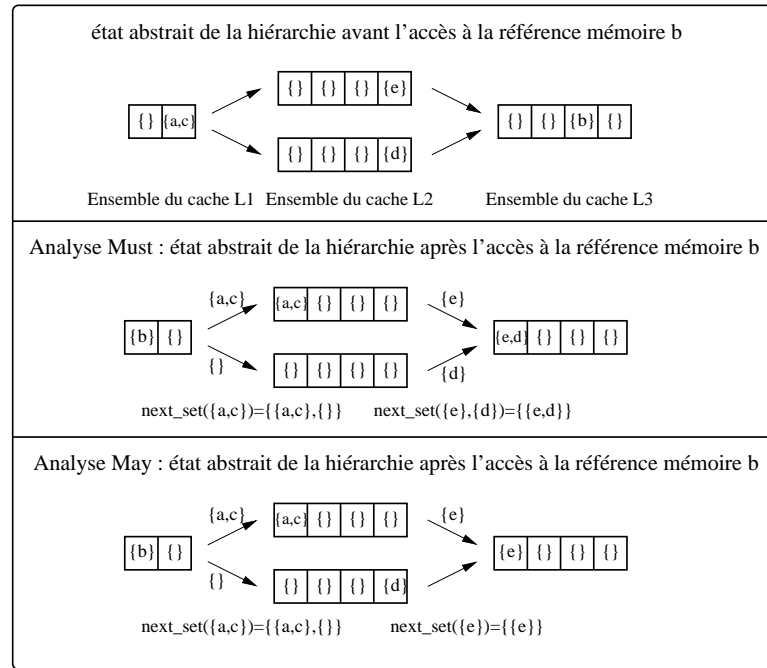 état abstrait de la hiérarchie avant l'accès à la référence mémoire b
{} {} {} {e}
{} {a,c}
{} {} {b} {}
{} {} {} {d}
Ensemble du cache L1 Ensemble du cache L2 Ensemble du cache L3
Analyse Must : état abstrait de la hiérarchie après l'accès à la référence mémoire b
{a,c} {a,c} {} {} {} {e}
{b} {} {e,d} {} {} {}
{} {} {} {} {} {d}
next_set({a,c})={{a,c},{}} next_set({e},{d})={{e,d}}
Analyse May : état abstrait de la hiérarchie après l'accès à la référence mémoire b
{a,c} {a,c} {} {} {} {e}
{b} {} {e} {} {} {}
{} {} {} {} {d}
next_set({a,c})={{a,c},{}} next_set({e})={{e}}